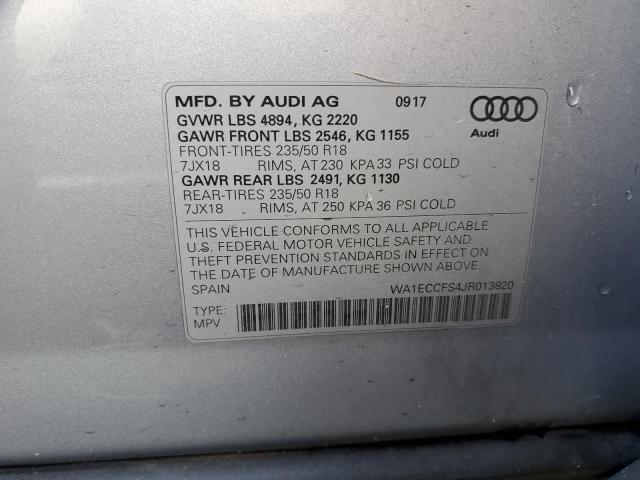 MFD. BY AUDI AG 0917
GVWR LBS 4894, KG 2220
GAWR FRONT LBS 2546, KG 1155
FRONT-TIRES 235/50 R18
7JX18 RIMS, AT 230 KPA 33 PSI COLD
GAWR REAR LBS 2491, KG 1130
REAR-TIRES 235/50 R18
7JX18 RIMS, AT 250 KPA 36 PSI COLD
Audi
THIS VEHICLE CONFORMS TO ALL APPLICABLE
U.S. FEDERAL MOTOR VEHICLE SAFETY AND
THEFT PREVENTION STANDARDS IN EFFECT ON
THE DATE OF MANUFACTURE SHOWN ABOVE.
SPAIN WA1ECCFS4JR013820
TYPE:
MPV